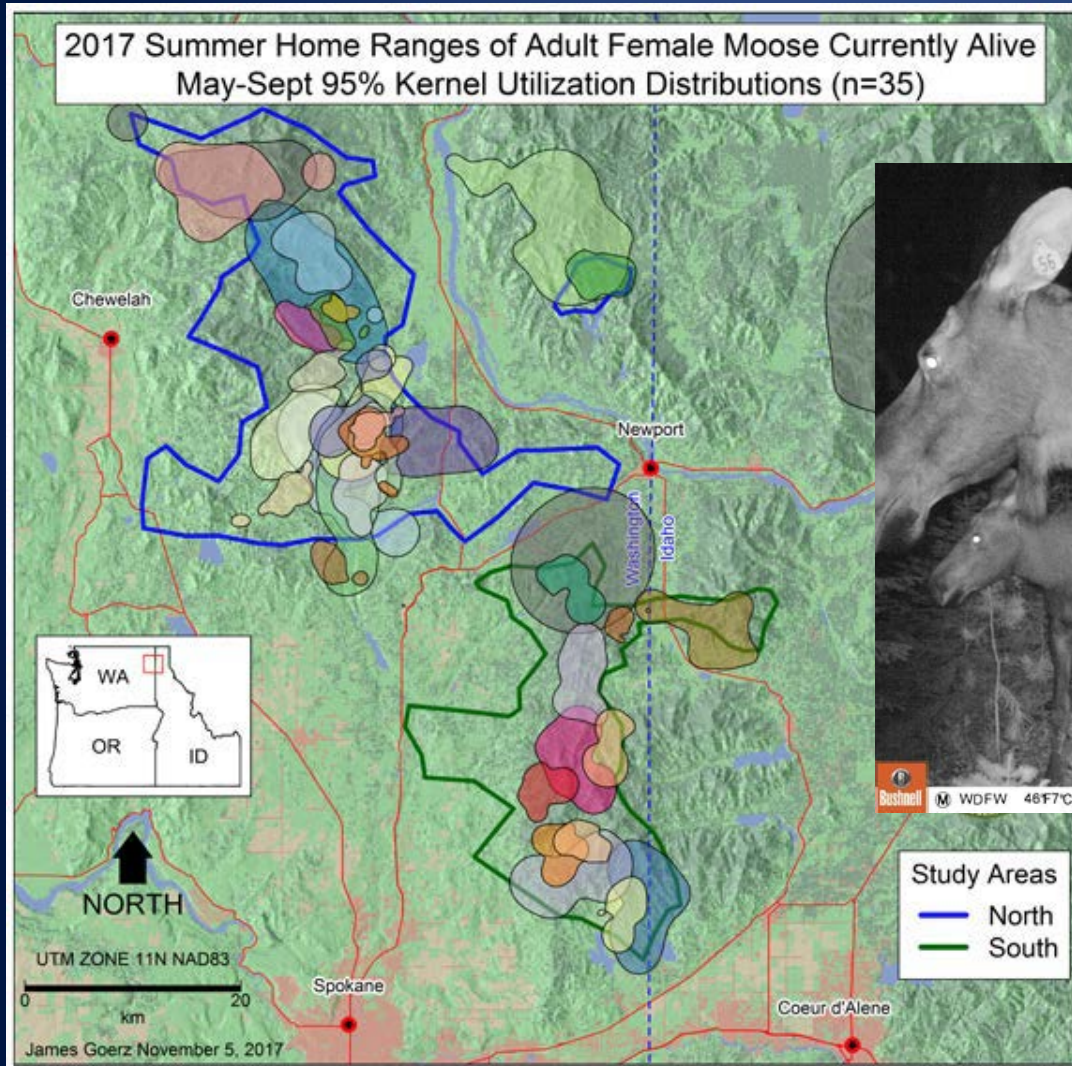 2017 Summer Home Ranges of Adult Female Moose Currently Alive
May-Sept 95% Kernel Utilization Distributions (n=35)
Chewelah
Newport
Washington
Idaho
56
WA
OR
ID
NORTH
UTM ZONE 11N NAD83
0 20
km
James Goerz November 5, 2017
Spokane
Coeur d'Alene
Study Areas
North
South
Bushnell M WDFW 46°F7°C